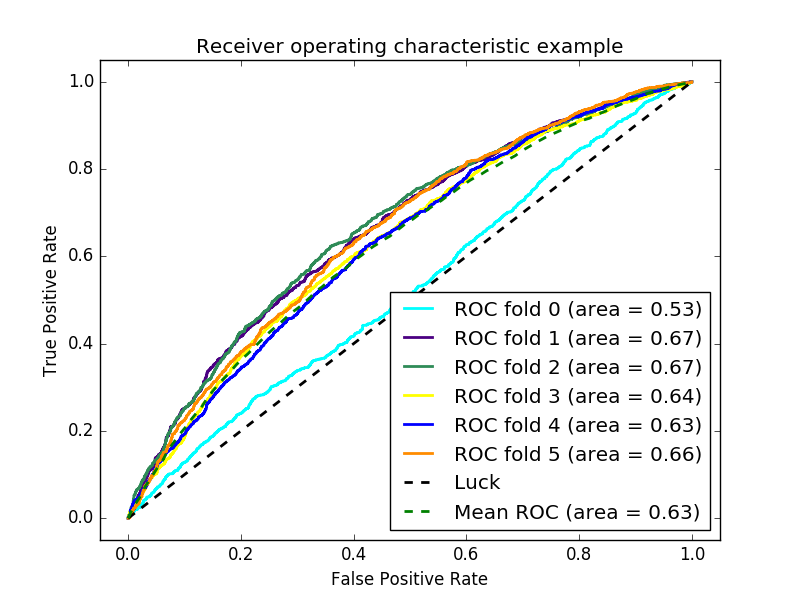 Receiver operating characteristic example
1.0
0.8
0.6
0.4
0.2
0.0
True Positive Rate
ROC fold 0 (area = 0.53)
ROC fold 1 (area = 0.67)
ROC fold 2 (area = 0.67)
ROC fold 3 (area = 0.64)
ROC fold 4 (area = 0.63)
ROC fold 5 (area = 0.66)
Luck
Mean ROC (area = 0.63)
0.0 0.2 0.4 0.6 0.8 1.0
False Positive Rate